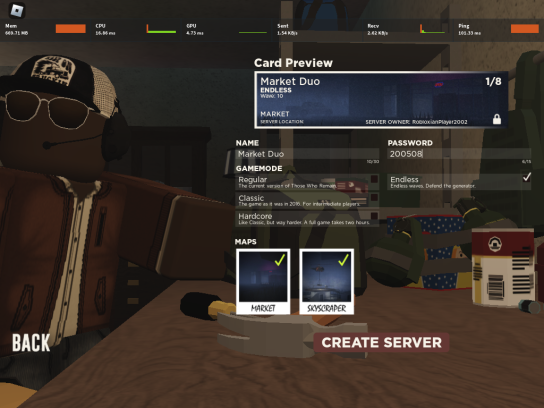 Mem
CPU
GPU
Sent
Recv
Ping
669.71 MB
16.86 ms
4.73 ms
1.54 KB/s
2.62 KB/s
101.33 ms
Card Preview
Market Duo
1/8
ENDLESS
Wave: 10
MARKET
SERVER LOCATION
SERVER OWNER: RobloxianPlayer2002
NAME
PASSWORD
Market Duo
200508
10/30
6/15
GAMEMODE
Regular
The current version of Those Who Remain.
Endless
Endless waves. Defend the generator.
Classic
The game as it was in 2016. For intermediate players.
Hardcore
Like Classic, but way harder. A full game takes two hours.
MAPS
MARKET
SKYSCRAPER
BACK
CREATE SERVER